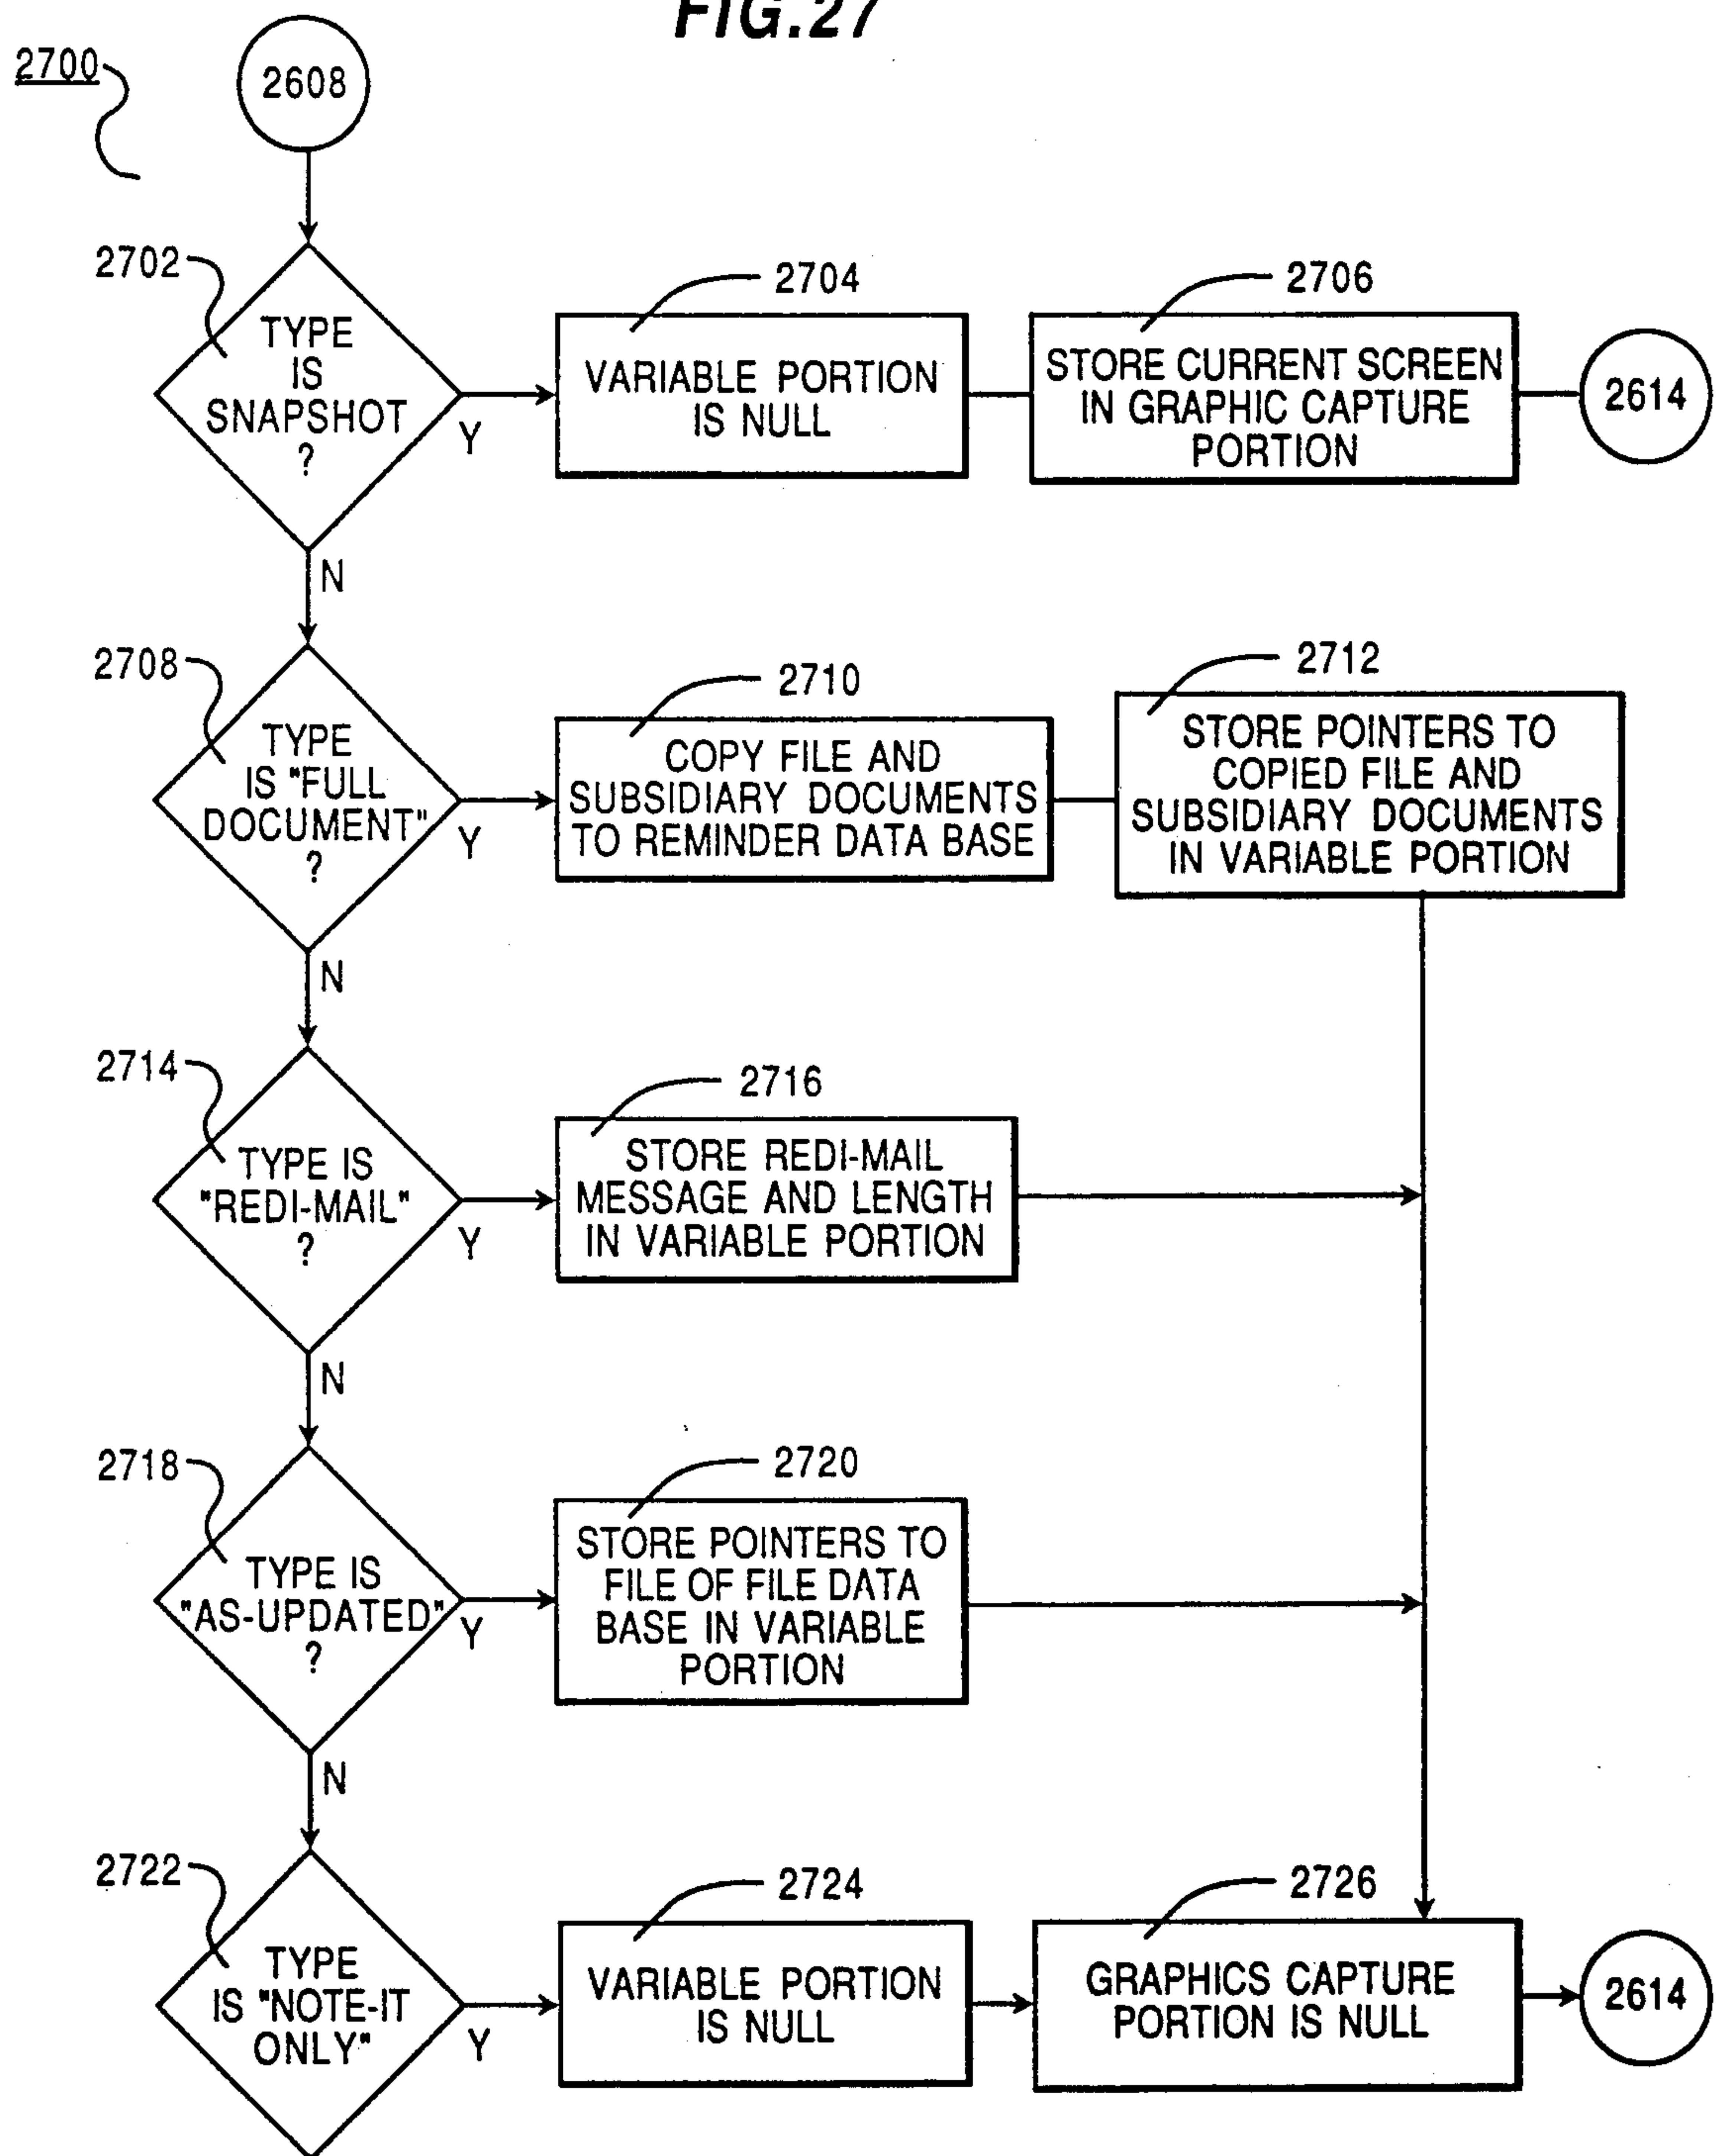 FIG.27
2700
2608
2702
TYPE
IS
SNAPSHOT
?
Y
N
2704
VARIABLE PORTION
IS NULL
2706
STORE CURRENT SCREEN
IN GRAPHIC CAPTURE
PORTION
2614
2708
TYPE
IS "FULL
DOCUMENT"
?
Y
N
2710
COPY FILE AND
SUBSIDIARY DOCUMENTS
TO REMINDER DATA BASE
2712
STORE POINTERS TO
COPIED FILE AND
SUBSIDIARY DOCUMENTS
IN VARIABLE PORTION
2714
TYPE IS
"REDI-MAIL"
?
Y
N
2716
STORE REDI-MAIL
MESSAGE AND LENGTH
IN VARIABLE PORTION
2718
TYPE IS
"AS-UPDATED"
?
Y
N
2720
STORE POINTERS TO
FILE OF FILE DATA
BASE IN VARIABLE
PORTION
2722
TYPE
IS "NOTE-IT
ONLY"
Y
2724
VARIABLE PORTION
IS NULL
2726
GRAPHICS CAPTURE
PORTION IS NULL
2614